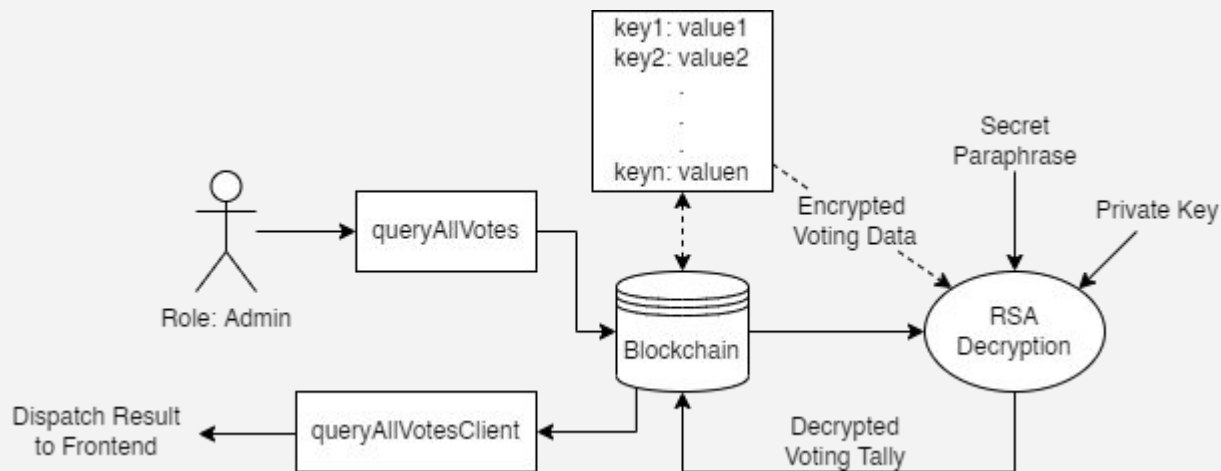 key1: value1
key2: value2
.
.
.
keyn: valuen
Secret
Paraphrase
Private Key
Encrypted
Voting Data
queryAllVotes
Role: Admin
Blockchain
RSA
Decryption
Dispatch Result
to Frontend
queryAllVotesClient
Decrypted
Voting Tally